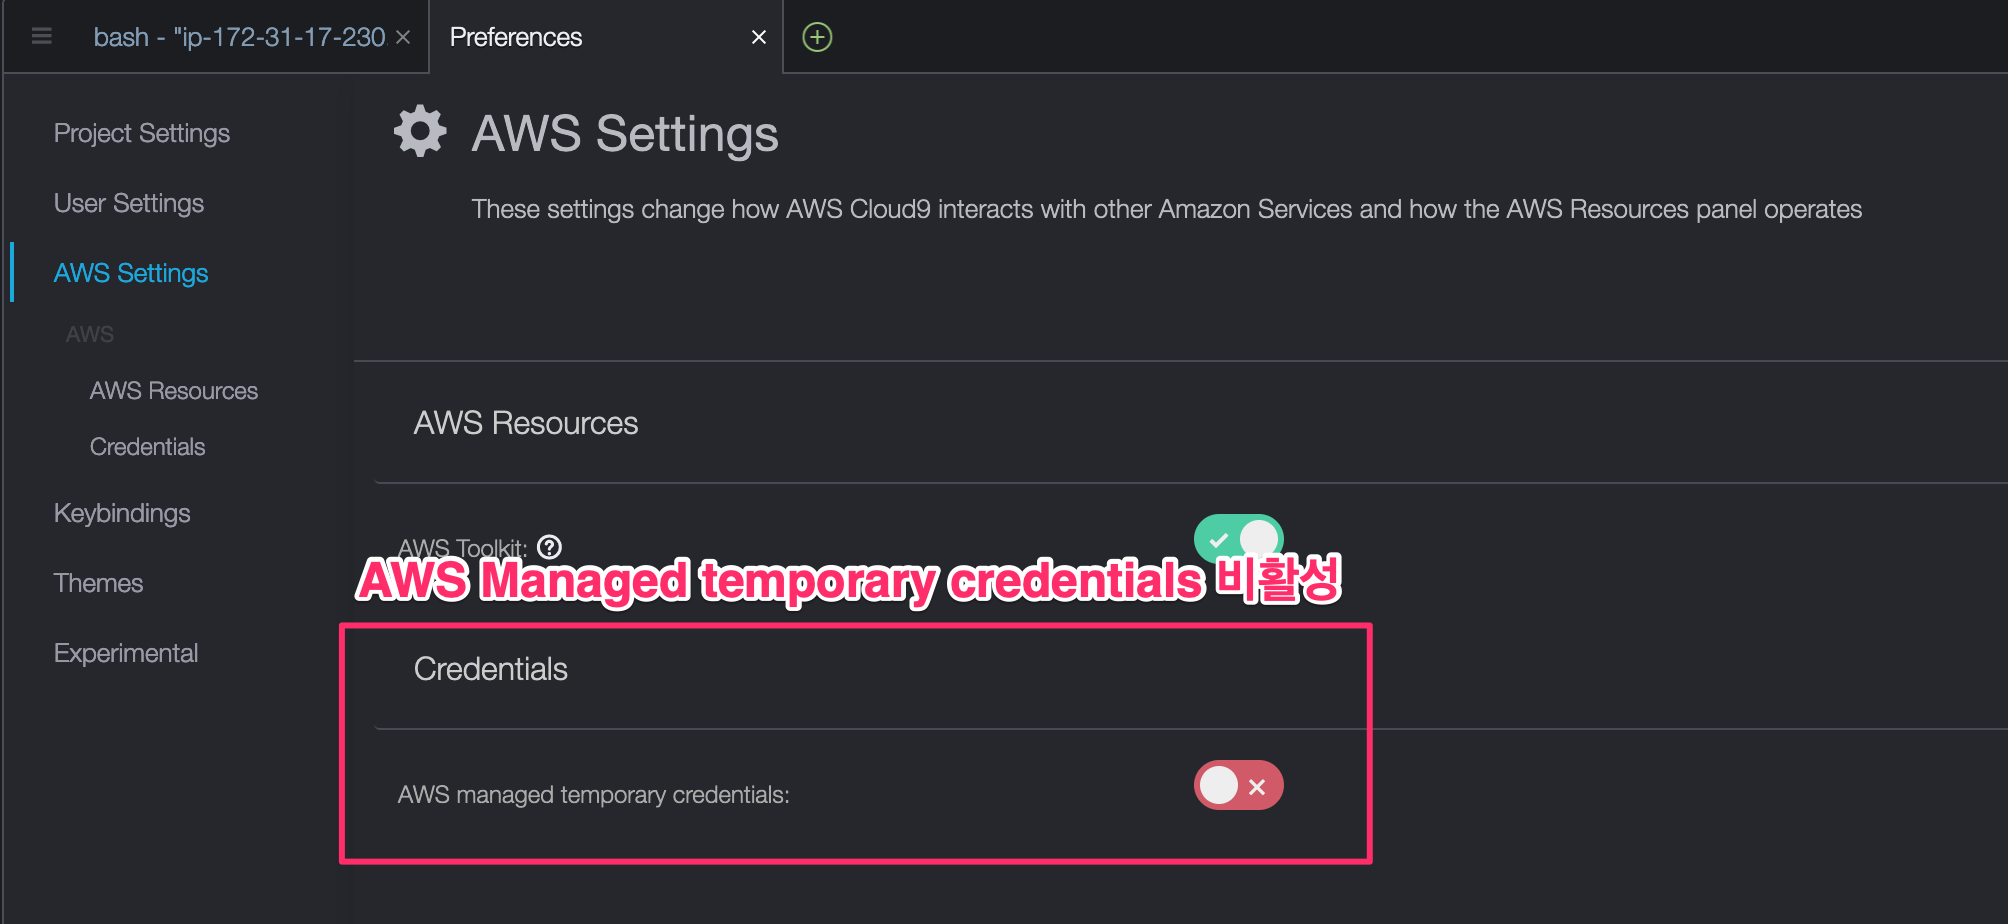 bash - "ip-172-31-17-230
Preferences
Project Settings
User Settings
AWS Settings
AWS
AWS Resources
Credentials
Keybindings
Themes
Experimental
AWS Settings
These settings change how AWS Cloud9 interacts with other Amazon Services and how the AWS Resources panel operates
AWS Resources
AWS Toolkit:
AWS Managed temporary credentials 비활성
Credentials
AWS managed temporary credentials: